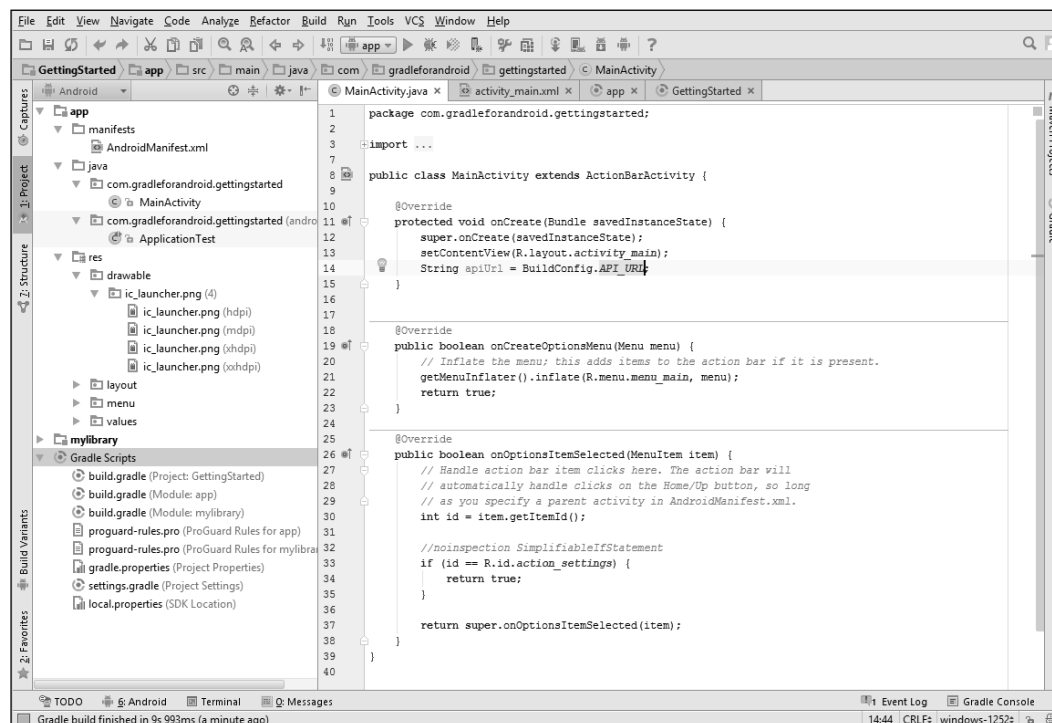 File Edit View Navigate Code Analyze Refactor Build Run Tools VCS Window Help
app
GettingStarted app src main java com gradleforandroid gettingstarted MainActivity
Android
MainActivity.java × activity_main.xml × app × GettingStarted ×
Captures
1: Project
7: Structure
Build Variants
2: Favorites
app
manifests
AndroidManifest.xml
java
com.gradleforandroid.gettingstarted
MainActivity
com.gradleforandroid.gettingstarted (andro
ApplicationTest
res
drawable
ic_launcher.png (4)
ic_launcher.png (hdpi)
ic_launcher.png (mdpi)
ic_launcher.png (xhdpi)
ic_launcher.png (xxhdpi)
layout
menu
values
mylibrary
Gradle Scripts
build.gradle (Project: GettingStarted)
build.gradle (Module: app)
build.gradle (Module: mylibrary)
proguard-rules.pro (ProGuard Rules for app)
proguard-rules.pro (ProGuard Rules for mylibra
gradle.properties (Project Properties)
settings.gradle (Project Settings)
local.properties (SDK Location)
1 package com.gradleforandroid.gettingstarted;
2
3 import ...
7
8 public class MainActivity extends ActionBarActivity {
9
10 @Override
11 protected void onCreate(Bundle savedInstanceState) {
12 super.onCreate(savedInstanceState);
13 setContentView(R.layout.activity_main);
14 String apiUrl = BuildConfig.API_URL;
15 }
16
17
18 @Override
19 public boolean onCreateOptionsMenu(Menu menu) {
20 // Inflate the menu; this adds items to the action bar if it is present.
21 getMenuInflater().inflate(R.menu.menu_main, menu);
22 return true;
23 }
24
25 @Override
26 public boolean onOptionsItemSelected(MenuItem item) {
27 // Handle action bar item clicks here. The action bar will
28 // automatically handle clicks on the Home/Up button, so long
29 // as you specify a parent activity in AndroidManifest.xml.
30 int id = item.getItemId();
31
32 //noinspection SimplifiableIfStatement
33 if (id == R.id.action_settings) {
34 return true;
35 }
36
37 return super.onOptionsItemSelected(item);
38 }
39 }
40
TODO 6: Android Terminal 0: Messages 1 Event Log Gradle Console
Gradle build finished in 9s 993ms (a minute ago) 14:44 CRLF windows-1252